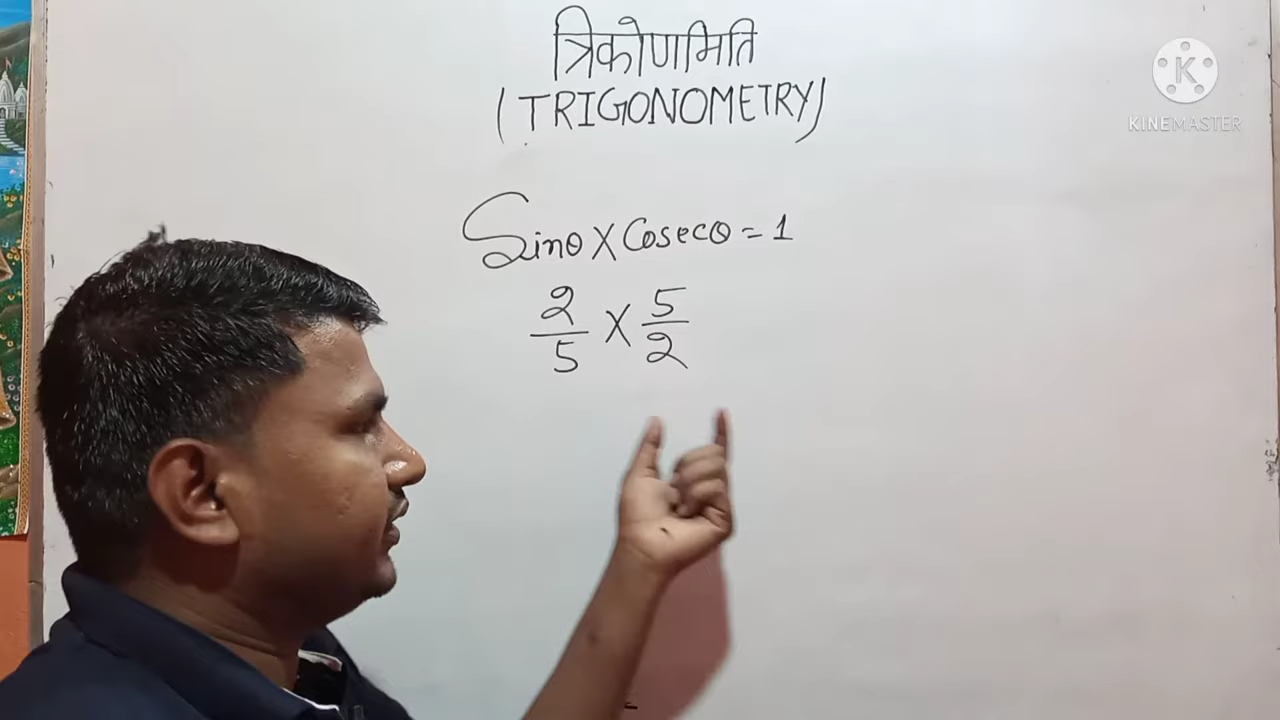 त्रिकोणमिति
(TRIGONOMETRY)
K
KINEMASTER
Sinθ X Cosecθ = 1
2/5 X 5/2